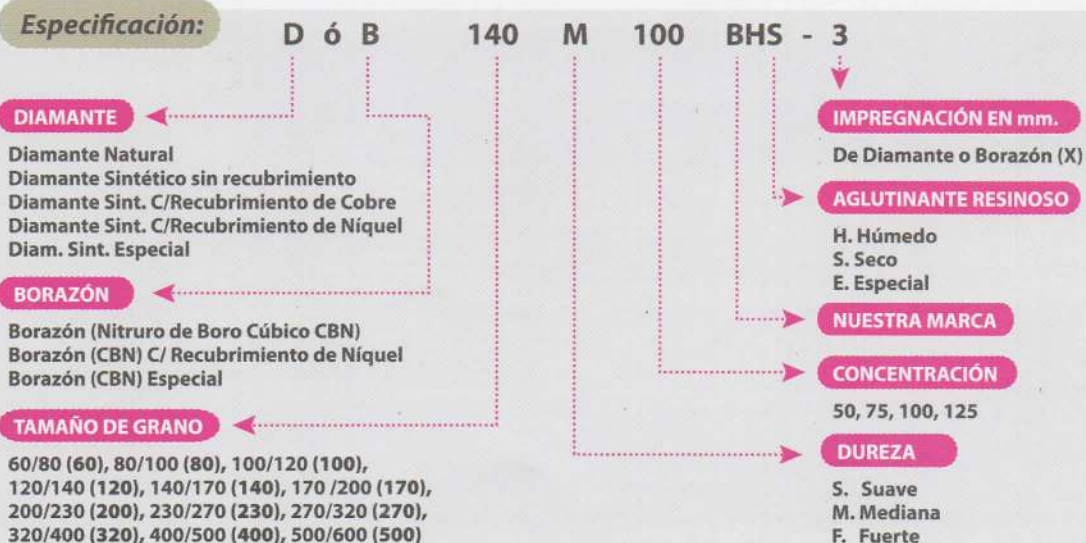 Especificación:
D ó B 140 M 100 BHS - 3
DIAMANTE
Diamante Natural
Diamante Sintético sin recubrimiento
Diamante Sint. C/Recubrimiento de Cobre
Diamante Sint. C/Recubrimiento de Níquel
Diam. Sint. Especial
BORAZÓN
Borazón (Nitruro de Boro Cúbico CBN)
Borazón (CBN) C/ Recubrimiento de Níquel
Borazón (CBN) Especial
TAMAÑO DE GRANO
60/80 (60), 80/100 (80), 100/120 (100),
120/140 (120), 140/170 (140), 170 /200 (170),
200/230 (200), 230/270 (230), 270/320 (270),
320/400 (320), 400/500 (400), 500/600 (500)
IMPREGNACIÓN EN mm.
De Diamante o Borazón (X)
AGLUTINANTE RESINOSO
H. Húmedo
S. Seco
E. Especial
NUESTRA MARCA
CONCENTRACIÓN
50, 75, 100, 125
DUREZA
S. Suave
M. Mediana
F. Fuerte